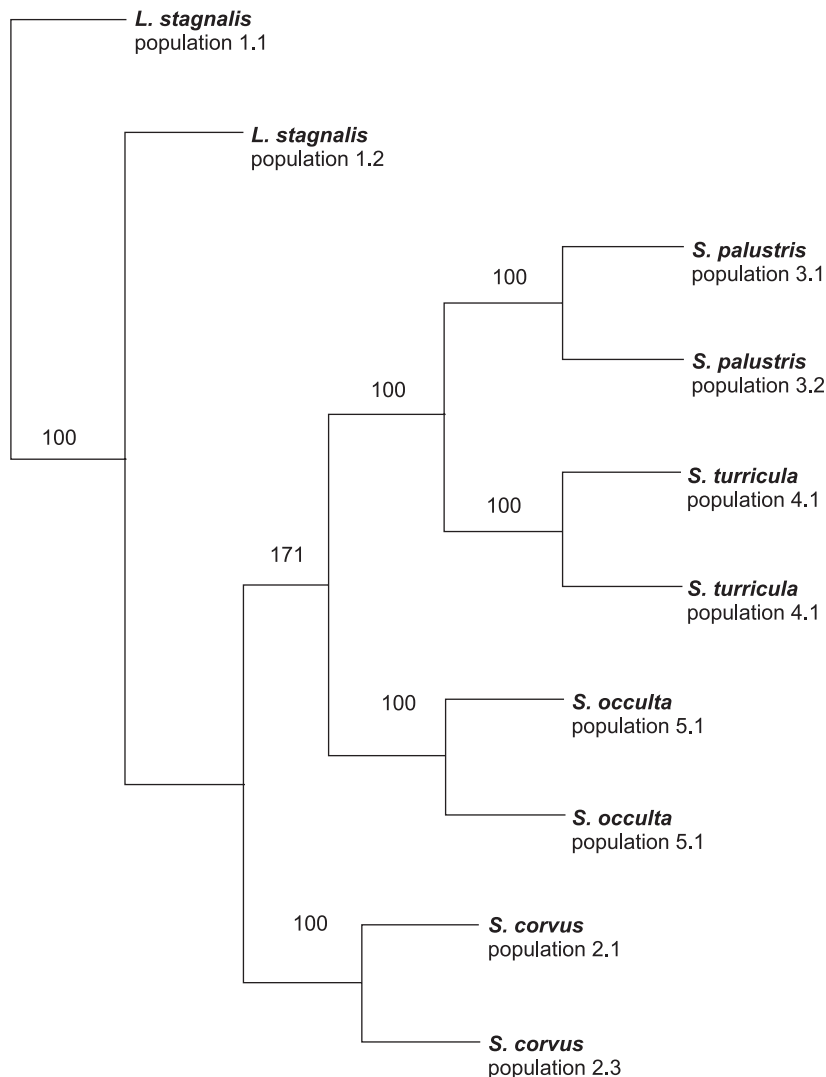 L. stagnalis
population 1.1
L. stagnalis
population 1.2
S. palustris
population 3.1
100
S. palustris
population 3.2
100
100
S. turricula
population 4.1
100
171
S. turricula
population 4.1
S. occulta
population 5.1
100
S. occulta
population 5.1
100
S. corvus
population 2.1
S. corvus
population 2.3